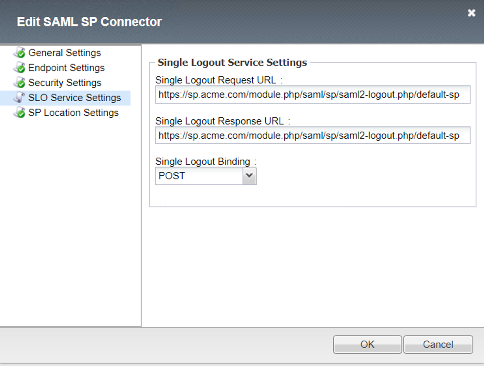 Edit SAML SP Connector
General Settings
Endpoint Settings
Security Settings
SLO Service Settings
SP Location Settings
Single Logout Service Settings
Single Logout Request URL :
https://sp.acme.com/module.php/saml/sp/saml2-logout.php/default-sp
Single Logout Response URL :
https://sp.acme.com/module.php/saml/sp/saml2-logout.php/default-sp
Single Logout Binding :
POST
OK
Cancel